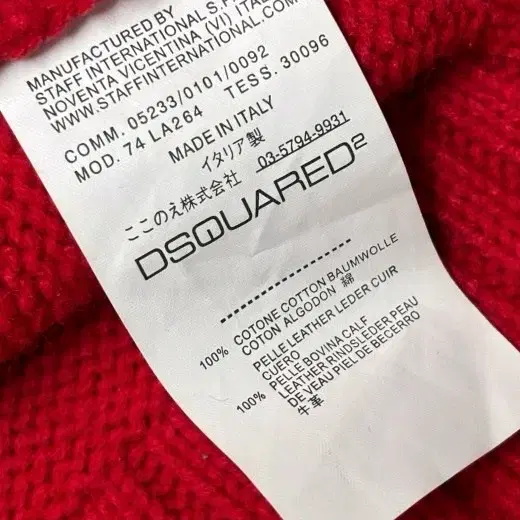 MANUFACTURED BY
STAFF INTERNATIONAL S.P.
NOVENTA VICENTINA (VI) ITAL
WWW.STAFFINTERNATIONAL.
COMM. 05233/0101/0092
MOD. 74 LA264 TESS. 30096
MADE IN ITALY
イタリア製
ここのえ株式会社 03-5794-9931
DSQUARED2
100% COTONE COTTON BAUMWOLLE
COTON ALGODON 綿
PELLE LEATHER LEDER CUIR
CUERO
100% PELLE BOVINA CALF
LEATHER RINDSLEDER PEAU
DE VEAU PIEL DE BECERRO
牛革